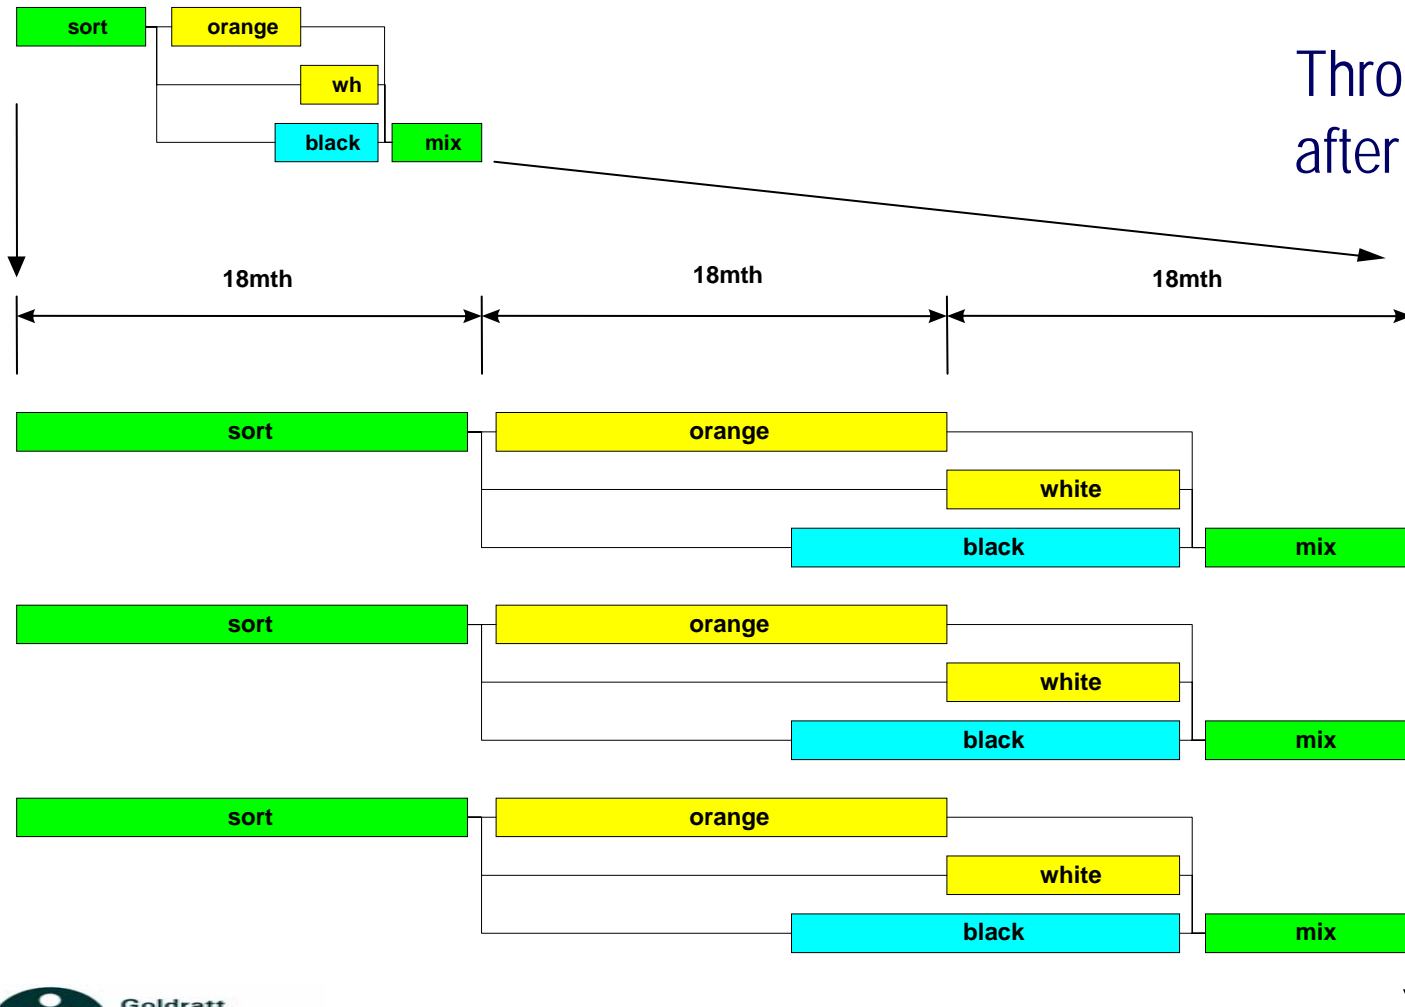 sort orange
wh
black mix
Thro
after
18mth 18mth 18mth
sort orange
white
black mix
sort orange
white
black mix
sort orange
white
black mix
Goldratt